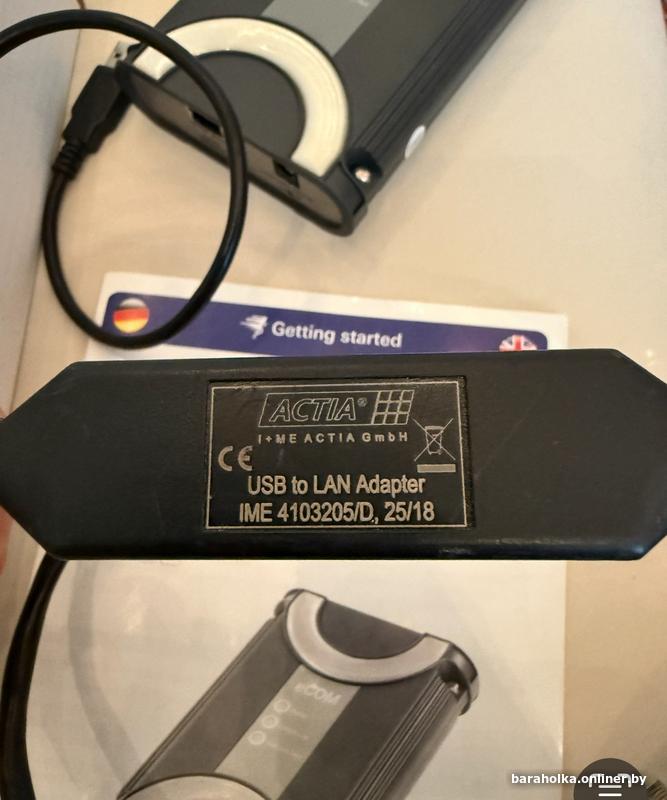 Getting started
ACTIA®
I+ME ACTIA GmbH
CE
USB to LAN Adapter
IME 4103205/D, 25/18
eCOM
baraholka.onliner.by